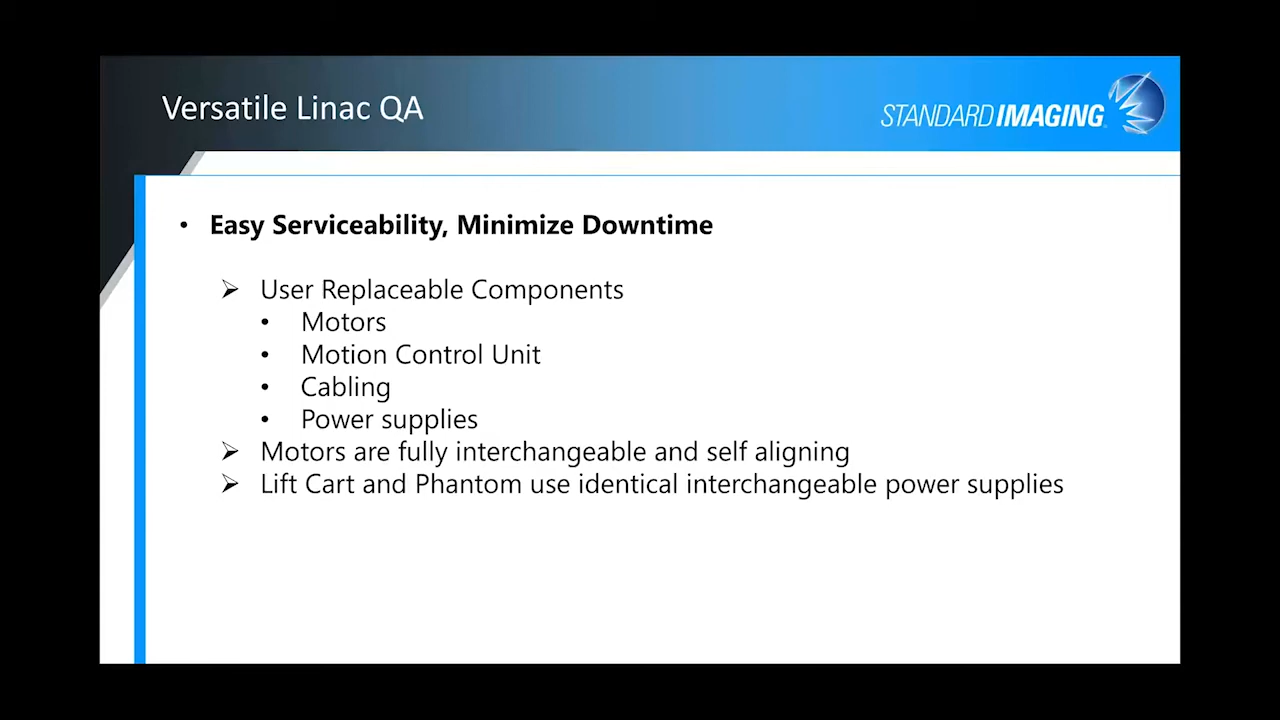 Versatile Linac QA
STANDARD IMAGING
• Easy Serviceability, Minimize Downtime
➢ User Replaceable Components
• Motors
• Motion Control Unit
• Cabling
• Power supplies
➢ Motors are fully interchangeable and self aligning
➢ Lift Cart and Phantom use identical interchangeable power supplies